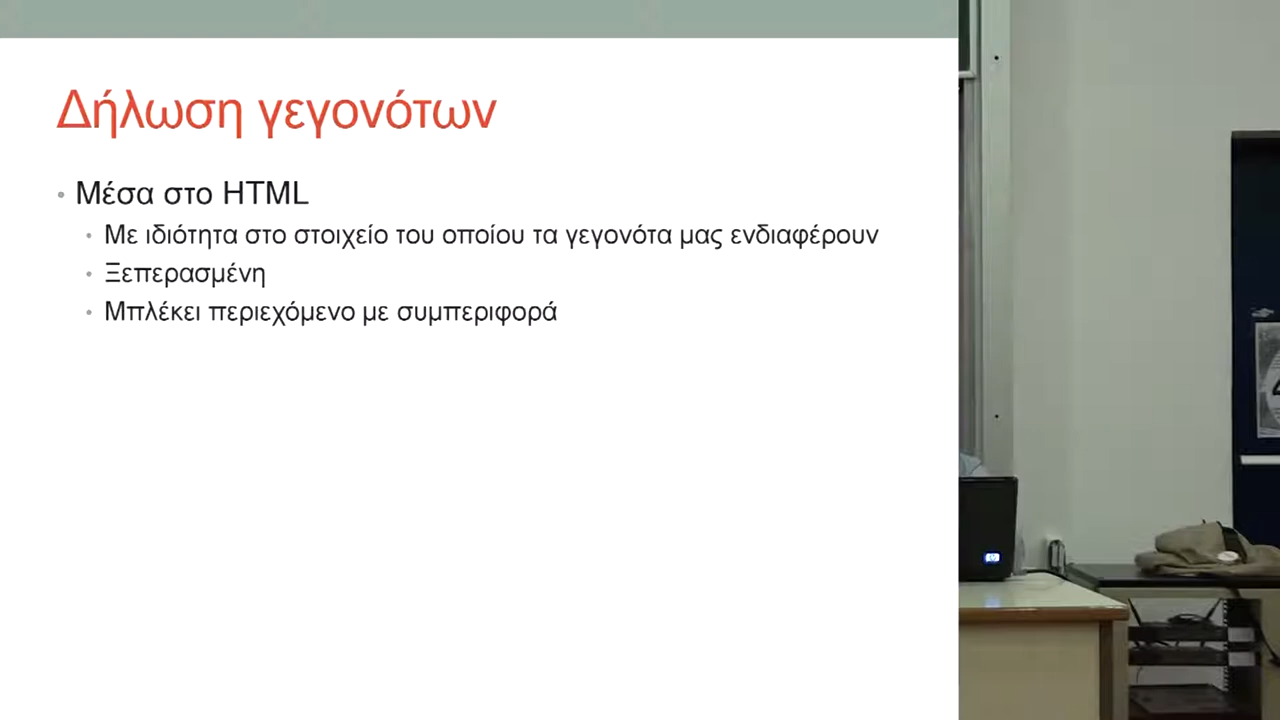 Δήλωση γεγονότων
Μέσα στο HTML
Με ιδιότητα στο στοιχείο του οποίου τα γεγονότα μας ενδιαφέρουν
Ξεπερασμένη
Μπλέκει περιεχόμενο με συμπεριφορά
hp